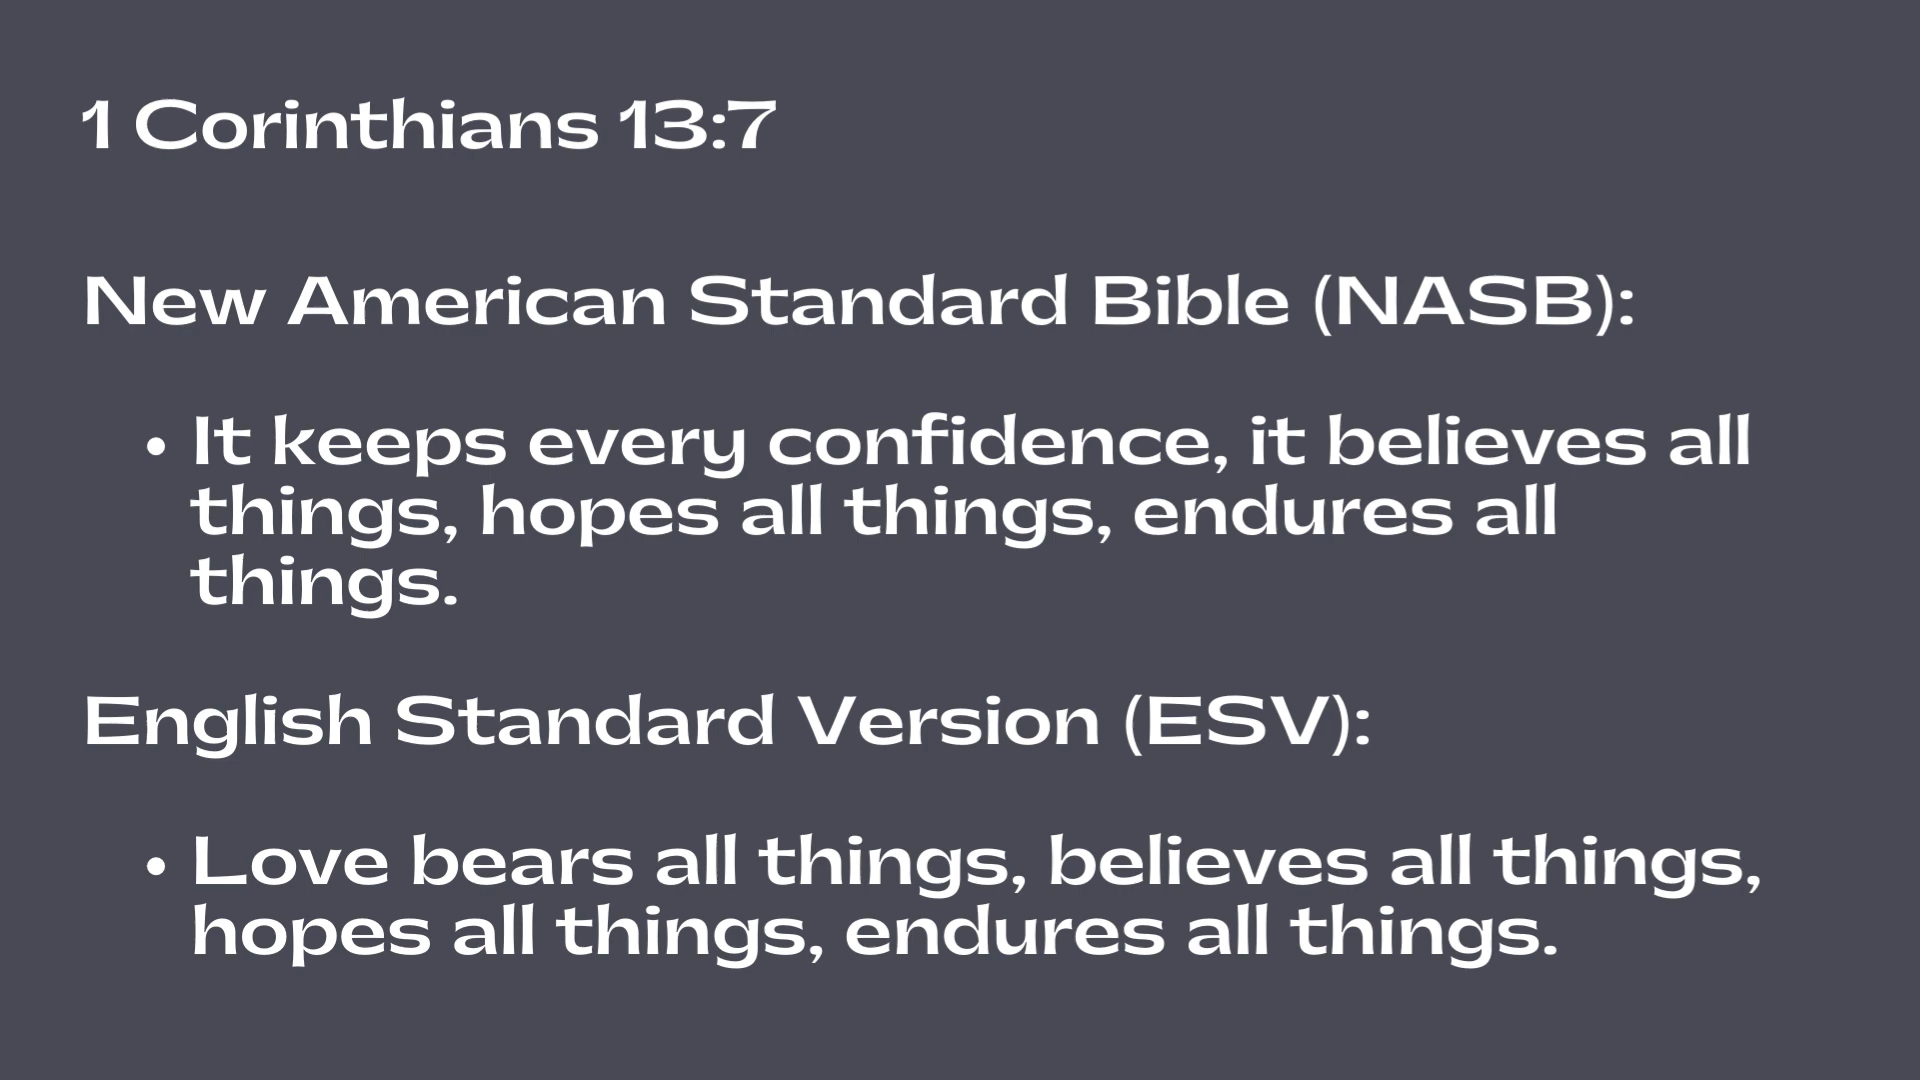 1 Corinthians 13:7
New American Standard Bible (NASB):
• It keeps every confidence, it believes all
things, hopes all things, endures all
things.
English Standard Version (ESV):
• Love bears all things, believes all things,
hopes all things, endures all things.